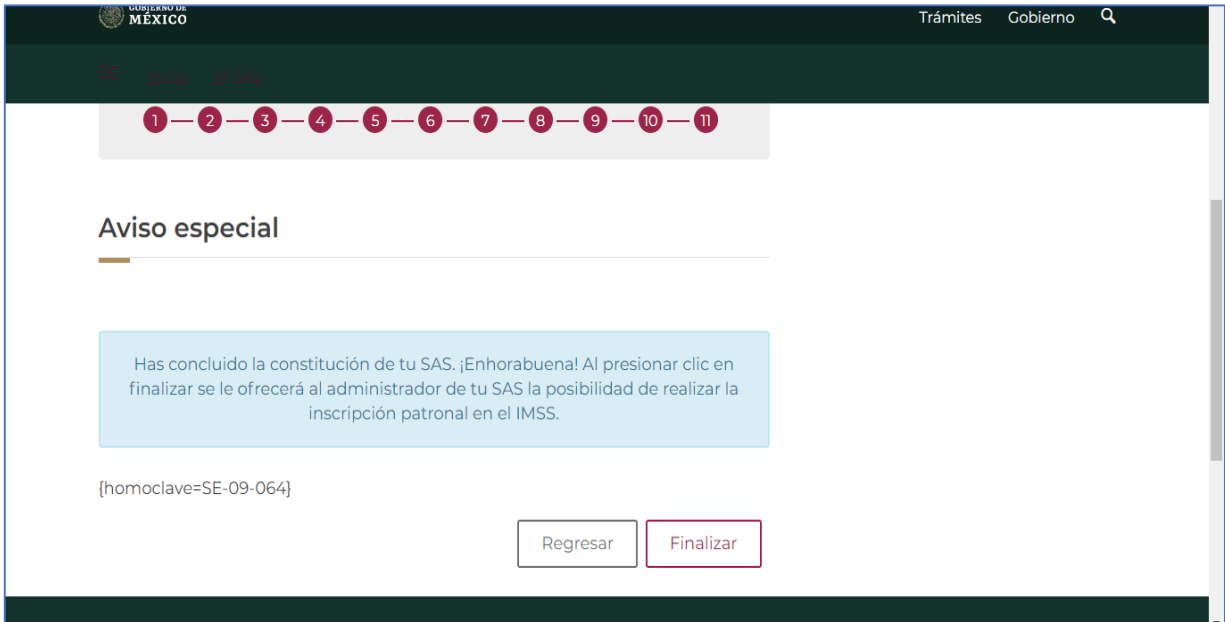 GOBIERNO DE
MÉXICO
Trámites Gobierno
SE
1 2 3 4 5 6 7 8 9 10 11
Aviso especial
Has concluido la constitución de tu SAS. ¡Enhorabuena! Al presionar clic en
finalizar se le ofrecerá al administrador de tu SAS la posibilidad de realizar la
inscripción patronal en el IMSS.
{homoclave=SE-09-064}
Regresar Finalizar